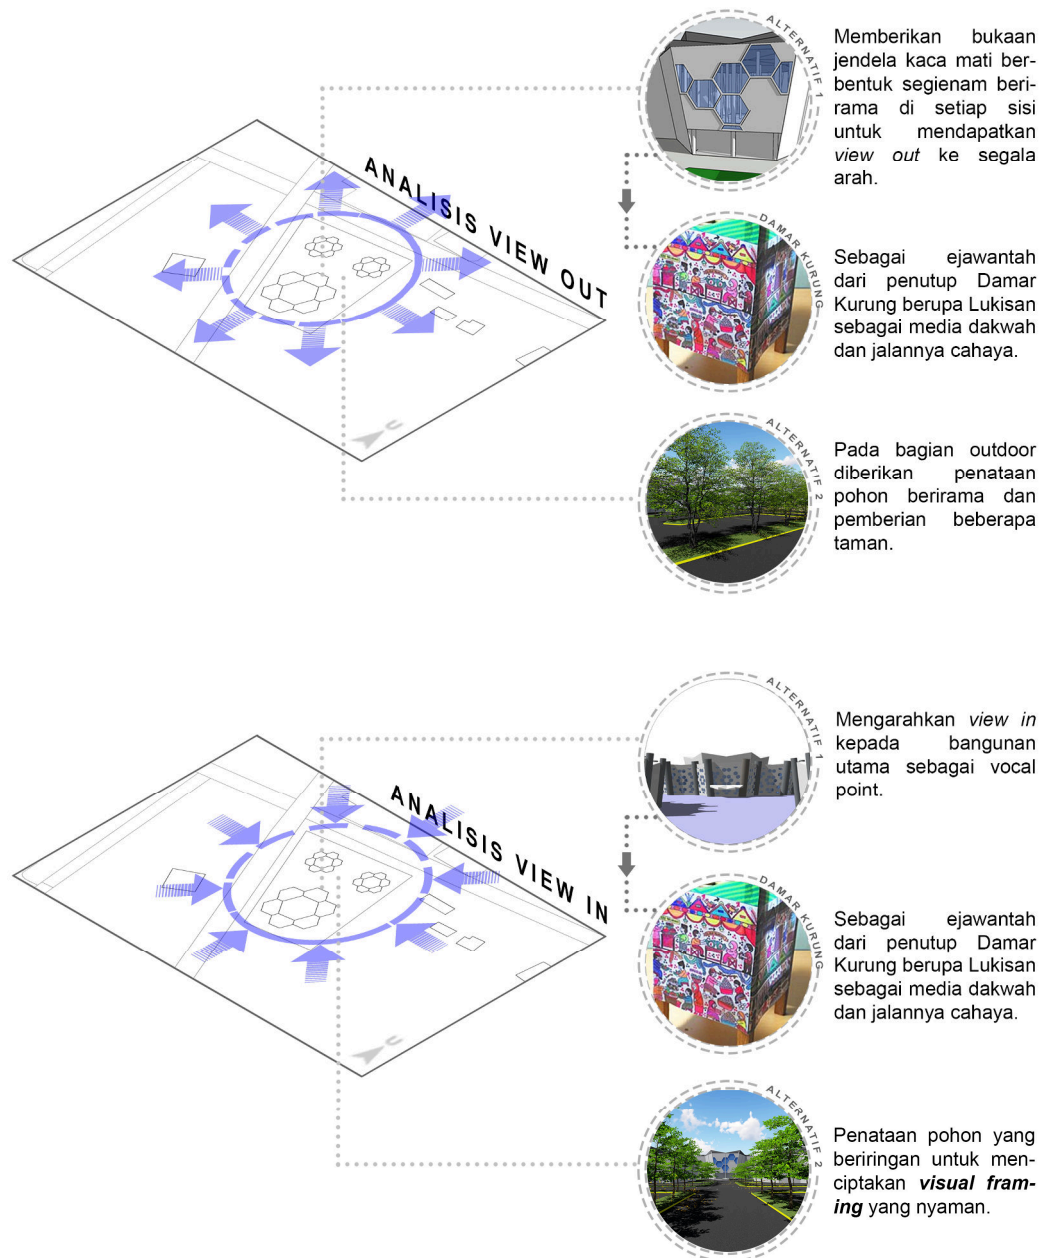 ALTERNATIF 1
Memberikan bukaan
jendela kaca mati ber-
bentuk segienam beri-
rama di setiap sisi
untuk mendapatkan
view out ke segala
arah.
ANALISIS VIEW OUT
DAMAR KURUNG
Sebagai ejawantah
dari penutup Damar
Kurung berupa Lukisan
sebagai media dakwah
dan jalannya cahaya.
U
ALTERNATIF 2
Pada bagian outdoor
diberikan penataan
pohon berirama dan
pemberian beberapa
taman.
ALTERNATIF 1
Mengarahkan view in
kepada bangunan
utama sebagai vocal
point.
ANALISIS VIEW IN
DAMAR KURUNG
Sebagai ejawantah
dari penutup Damar
Kurung berupa Lukisan
sebagai media dakwah
dan jalannya cahaya.
U
ALTERNATIF 2
Penataan pohon yang
beriringan untuk men-
ciptakan visual fram-
ing yang nyaman.